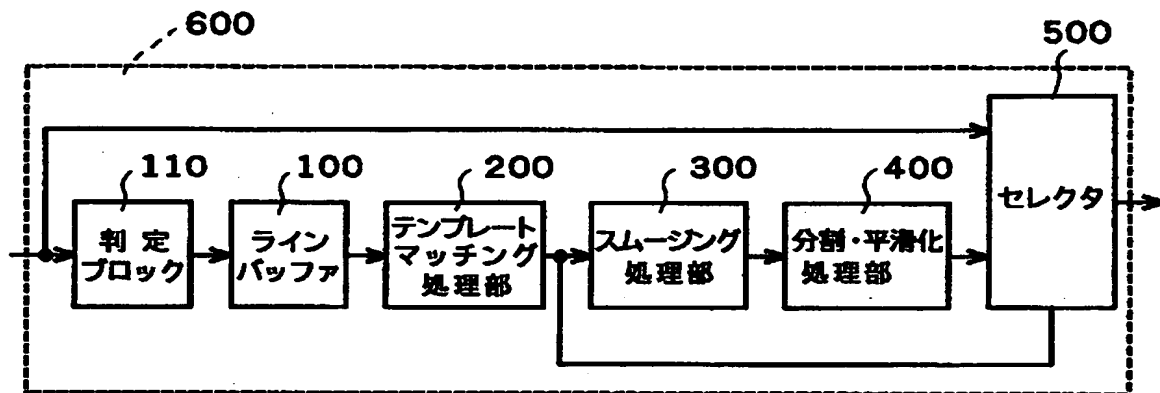 600
500
110
100
200
300
400
判定
ブロック
ライン
バッファ
テンプレート
マッチング
処理部
スムージング
処理部
分割・平滑化
処理部
セレクタ